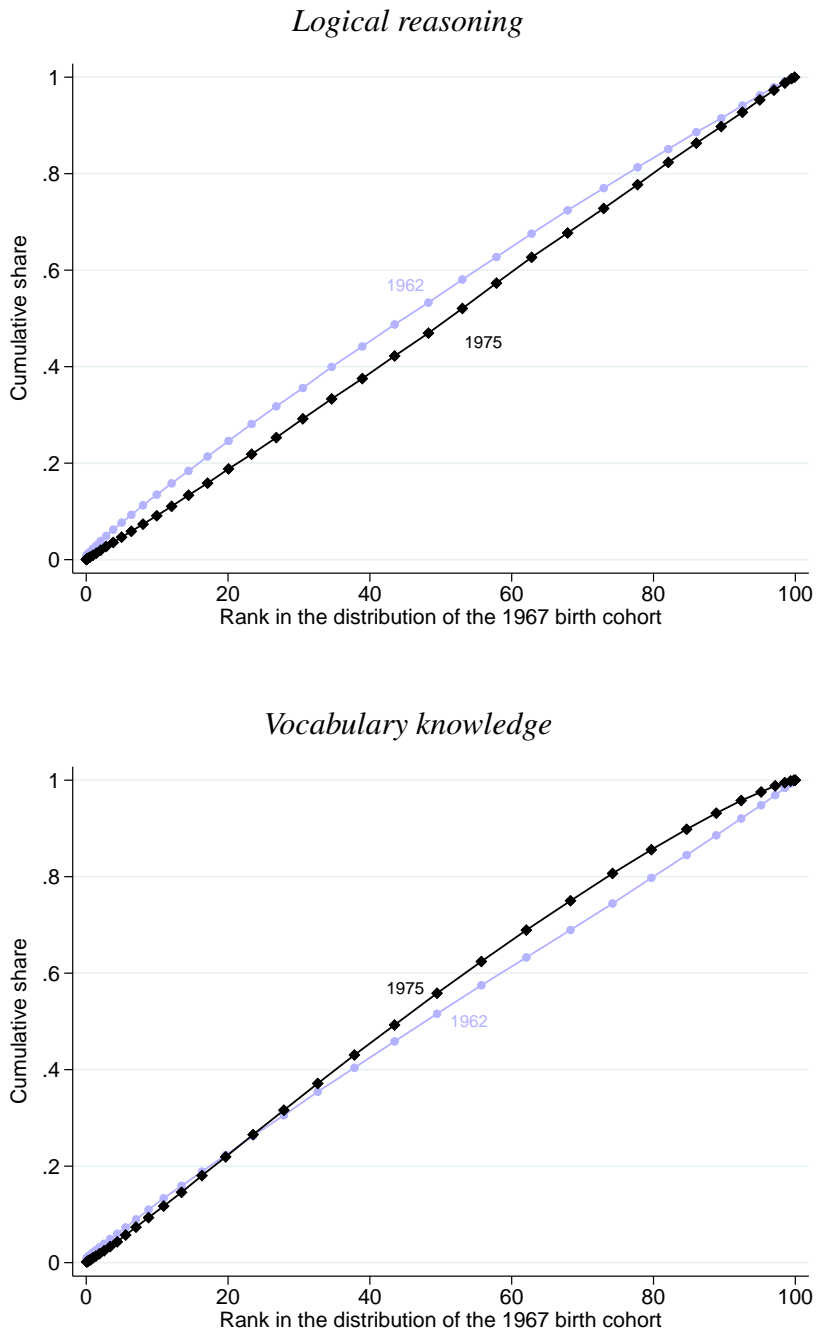 Logical reasoning
1
.8
.6
.4
.2
0
Cumulative share
1962
1975
0 20 40 60 80 100
Rank in the distribution of the 1967 birth cohort
Vocabulary knowledge
1
.8
.6
.4
.2
0
Cumulative share
1975
1962
0 20 40 60 80 100
Rank in the distribution of the 1967 birth cohort